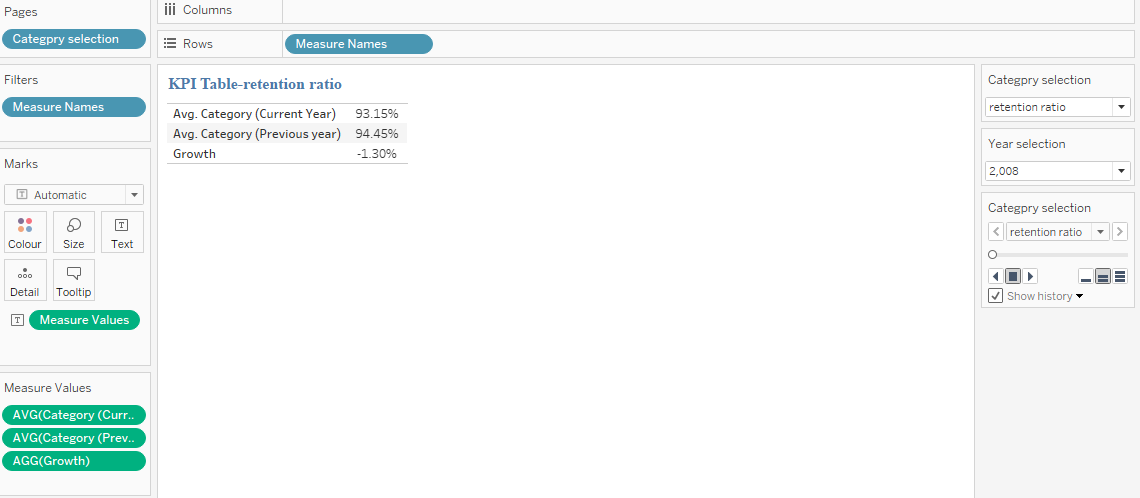 Pages
Categpry selection
Filters
Measure Names
Marks
Automatic
Colour
Size
Text
Detail
Tooltip
Measure Values
Measure Values
AVG(Category (Curr..
AVG(Category (Prev..
AGG(Growth)
Columns
Rows
Measure Names
KPI Table-retention ratio
Avg. Category (Current Year) 93.15%
Avg. Category (Previous year) 94.45%
Growth -1.30%
Categpry selection
retention ratio
Year selection
2,008
Categpry selection
retention ratio
Show history